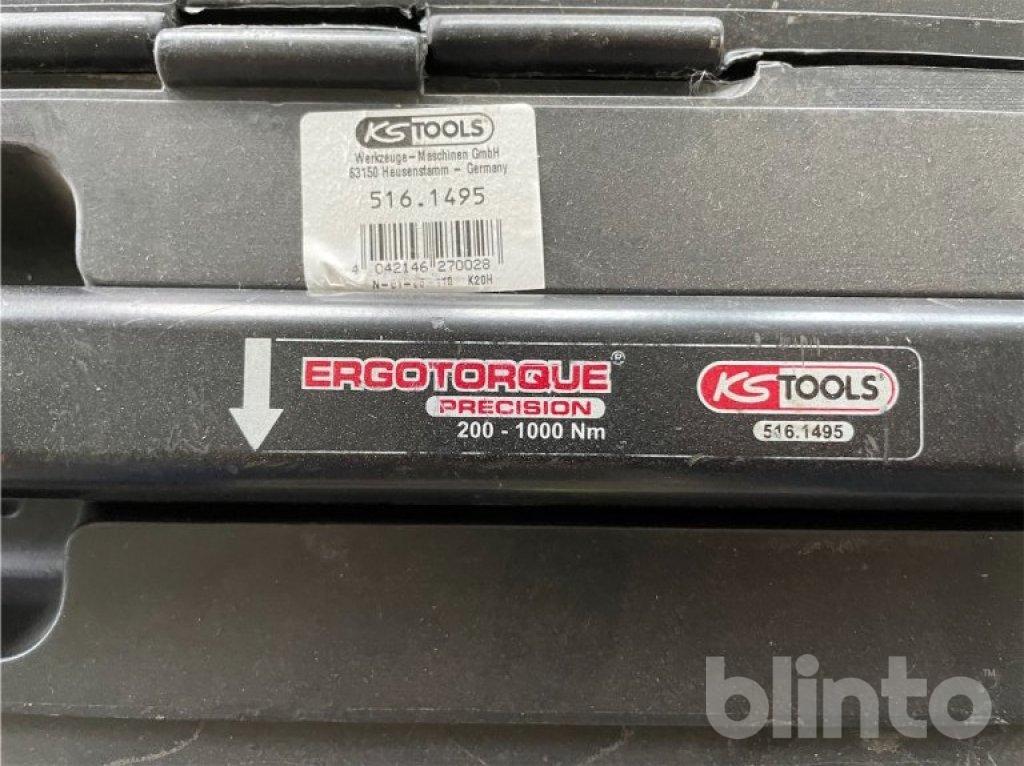 KS TOOLS
Werkzeuge-Maschinen GmbH
63150 Heusenstamm - Germany
516.1495
4 042146 270028
K20H
ERGOTORQUE®
PRECISION
200 - 1000 Nm
KS TOOLS®
516.1495
blinto™